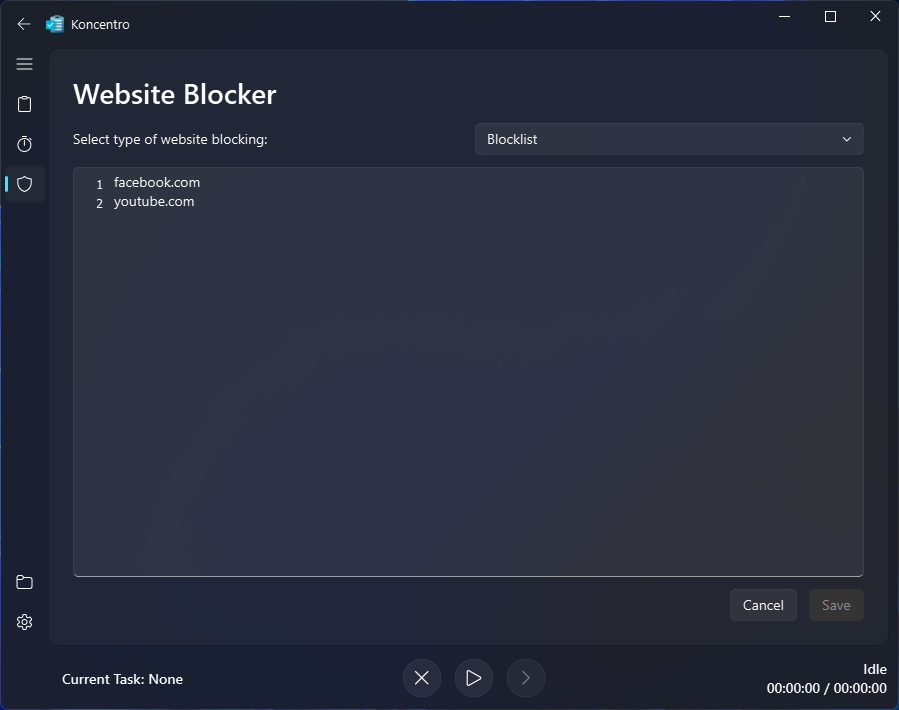 Koncentro
Website Blocker
Select type of website blocking:
Blocklist
1 facebook.com
2 youtube.com
Cancel
Save
Current Task: None
Idle
00:00:00 / 00:00:00